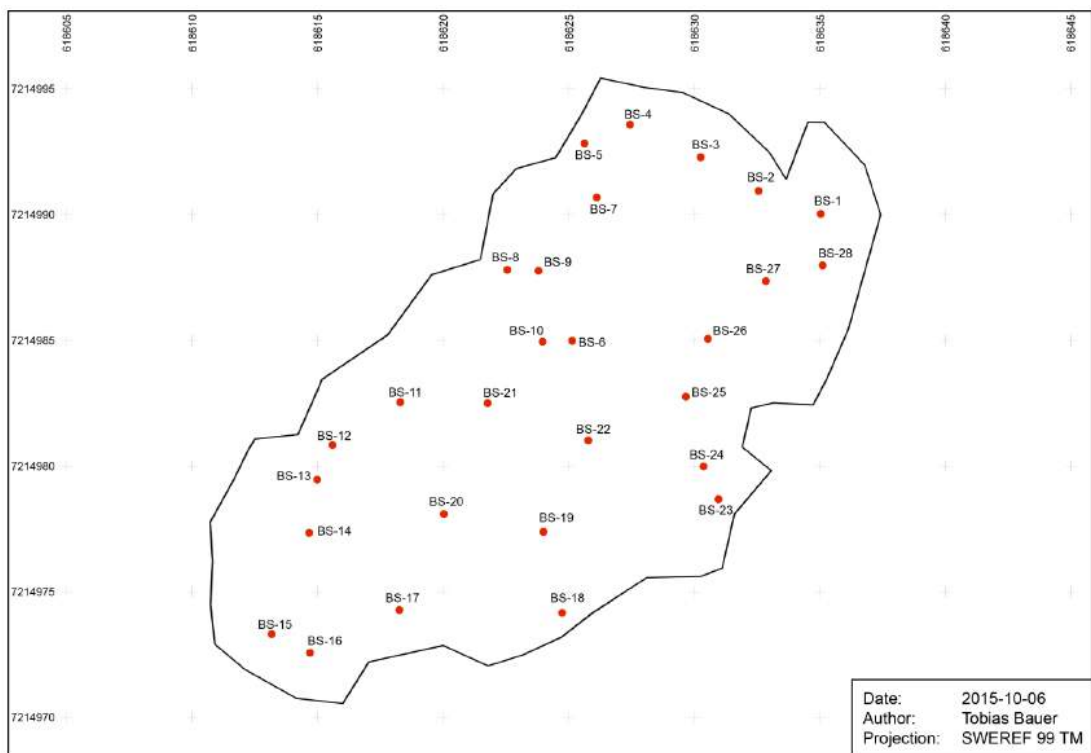 618605
618610
618615
618620
618625
618630
618635
618640
618645
7214995
BS-4
BS-5
BS-3
BS-2
BS-7
BS-1
7214990
BS-8
BS-9
BS-27
BS-28
7214985
BS-10
BS-6
BS-26
BS-11
BS-21
BS-25
BS-12
BS-22
7214980
BS-13
BS-24
BS-20
BS-23
BS-14
BS-19
7214975
BS-17
BS-18
BS-15
BS-16
7214970
Date: 2015-10-06
Author: Tobias Bauer
Projection: SWEREF 99 TM